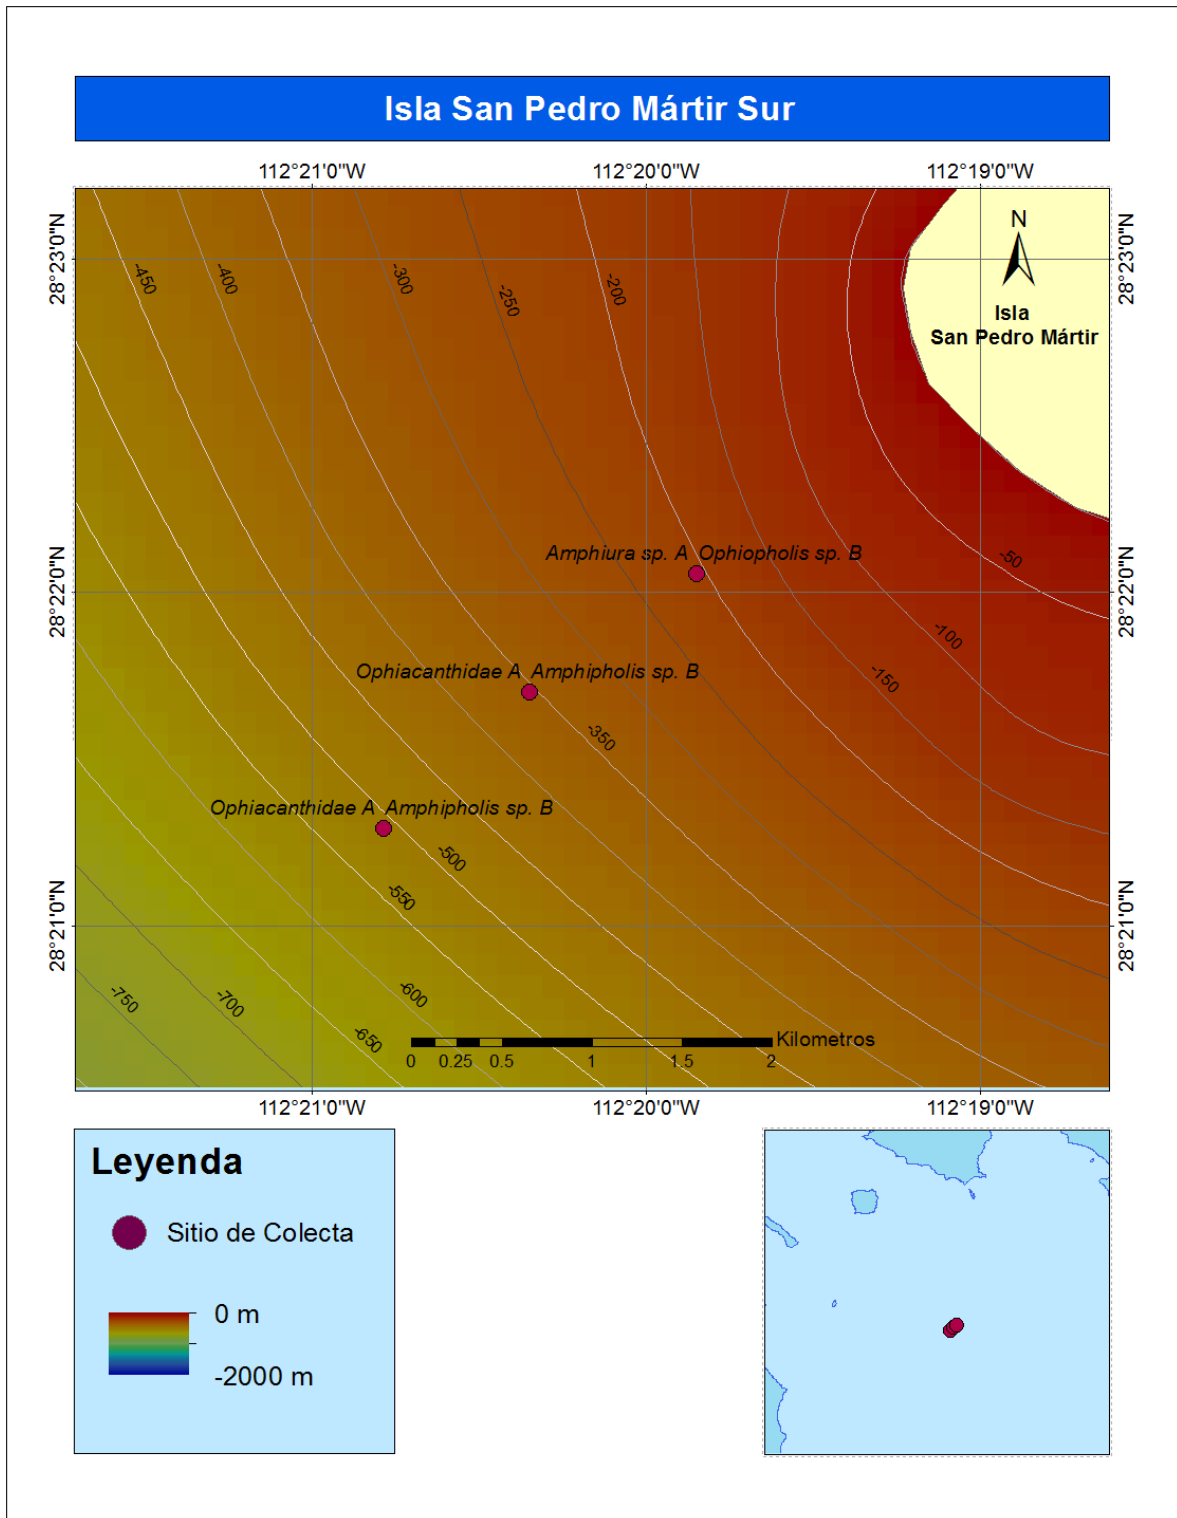 Isla San Pedro Mártir Sur
112°21'0"W 112°20'0"W 112°19'0"W
28°23'0"N
28°23'0"N
N
Isla
San Pedro Mártir
-450
-400
-300
-250
-200
Amphiura sp. A Ophiopholis sp. B
-50
28°22'0"N
28°22'0"N
-100
-150
Ophiacanthidae A Amphipholis sp. B
-350
Ophiacanthidae A Amphipholis sp. B
-500
-550
28°21'0"N
28°21'0"N
-600
-650
-700
-750
Kilometros
0 0.25 0.5 1 1.5 2
112°21'0"W 112°20'0"W 112°19'0"W
Leyenda
Sitio de Colecta
0 m
-2000 m